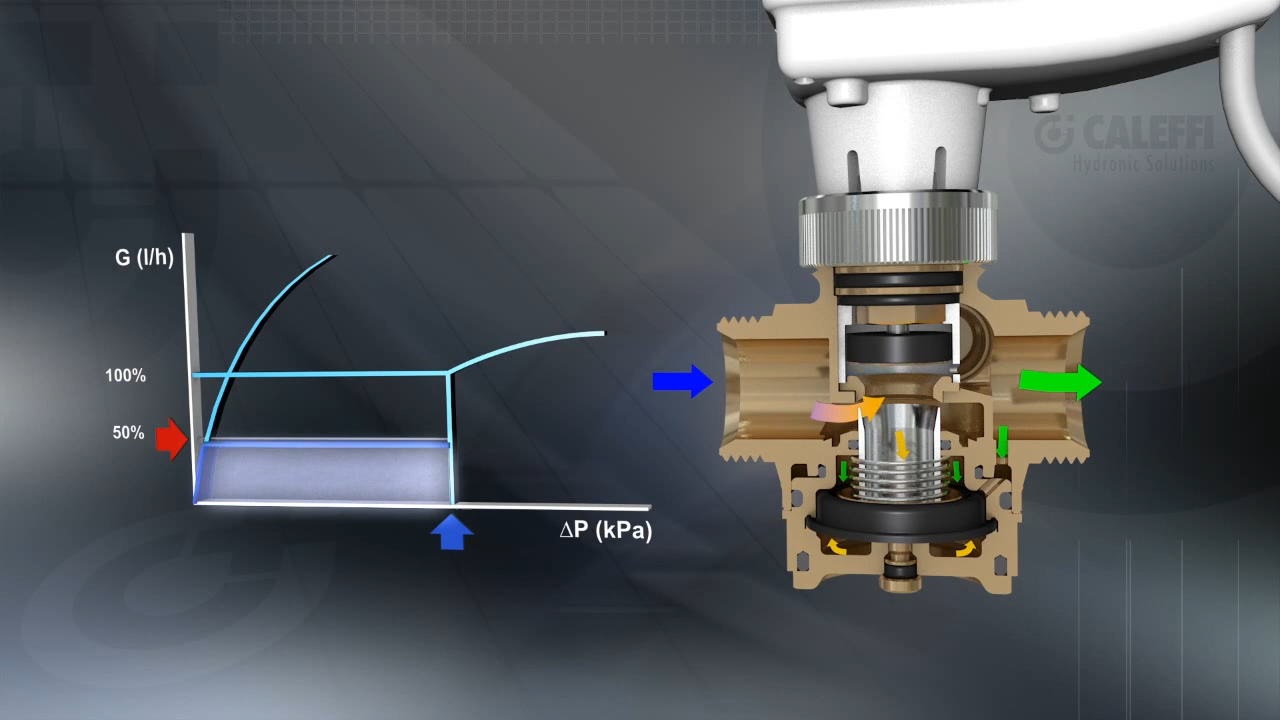 CALEFFI
Hydronic Solutions
G (l/h)
100%
50%
ΔP (kPa)